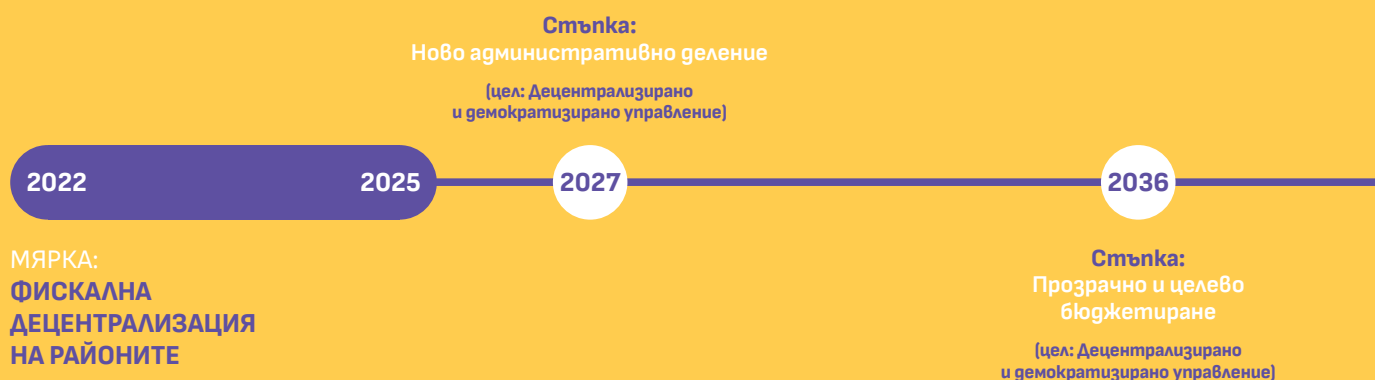 Стъпка:
Ново административно деление
(цел: Децентрализирано
и демократизирано управление)
2022
2025
2027
2036
МЯРКА:
ФИСКАЛНА
ДЕЦЕНТРАЛИЗАЦИЯ
НА РАЙОНИТЕ
Стъпка:
Прозрачно и целево
бюджетиране
(цел: Децентрализирано
и демократизирано управление)